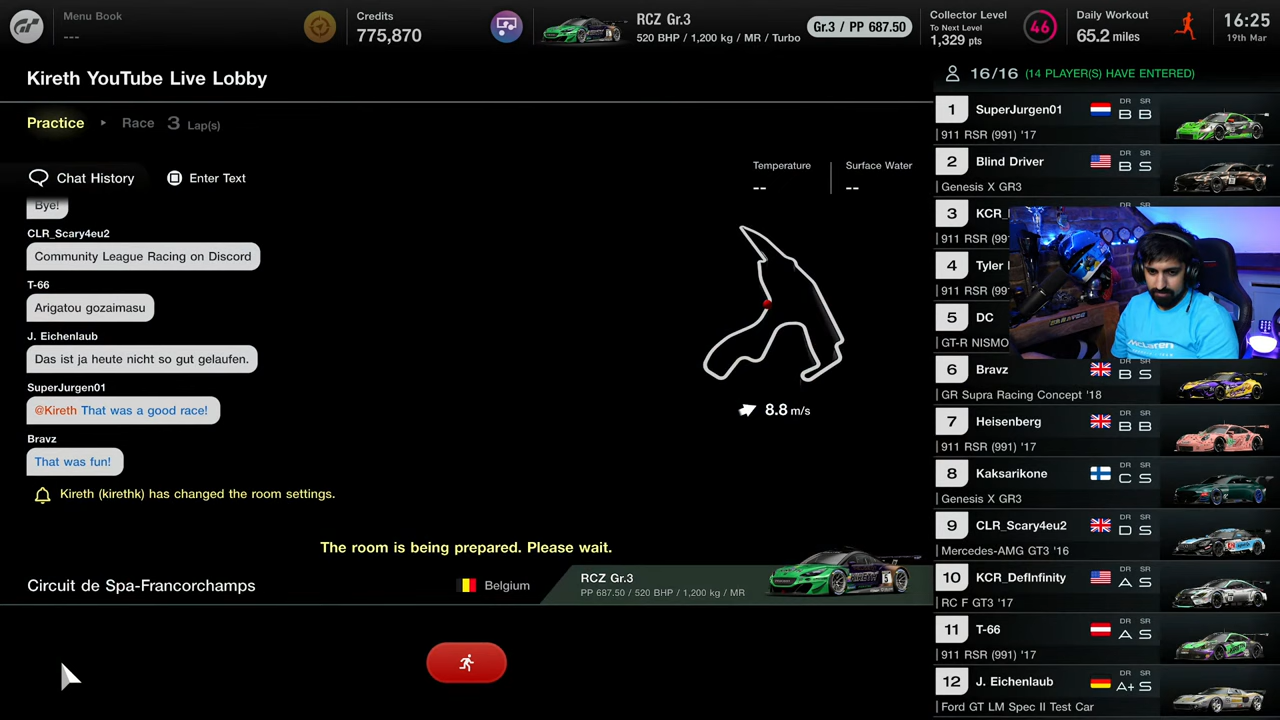 Menu Book
---
Credits
775,870
RCZ Gr.3
520 BHP / 1,200 kg / MR / Turbo
Gr.3 / PP 687.50
Collector Level
To Next Level
1,329 pts
46
Daily Workout
65.2 miles
16:25
19th Mar
Kireth YouTube Live Lobby
Practice
Race 3 Lap(s)
Chat History
Enter Text
Temperature
--
Surface Water
--
Bye!
CLR_Scary4eu2
Community League Racing on Discord
T-66
Arigatou gozaimasu
J. Eichenlaub
Das ist ja heute nicht so gut gelaufen.
SuperJurgen01
@Kireth That was a good race!
Bravz
That was fun!
Kireth (kirethk) has changed the room settings.
8.8 m/s
The room is being prepared. Please wait.
Circuit de Spa-Francorchamps
Belgium
RCZ Gr.3
PP 687.50 / 520 BHP / 1,200 kg / MR
16/16 (14 PLAYER(S) HAVE ENTERED)
1 SuperJurgen01 DR B SR B
911 RSR (991) '17
2 Blind Driver DR B SR S
Genesis X GR3
3 KCR_
911 RSR (99
4 Tyler
911 RSR (99
5 DC
GT-R NISMO
6 Bravz B S
GR Supra Racing Concept '18
7 Heisenberg DR B SR B
911 RSR (991) '17
8 Kaksarikone DR C SR S
Genesis X GR3
9 CLR_Scary4eu2 DR D SR S
Mercedes-AMG GT3 '16
10 KCR_DefInfinity DR A SR S
RC F GT3 '17
11 T-66 DR A SR S
911 RSR (991) '17
12 J. Eichenlaub DR A+ SR S
Ford GT LM Spec II Test Car